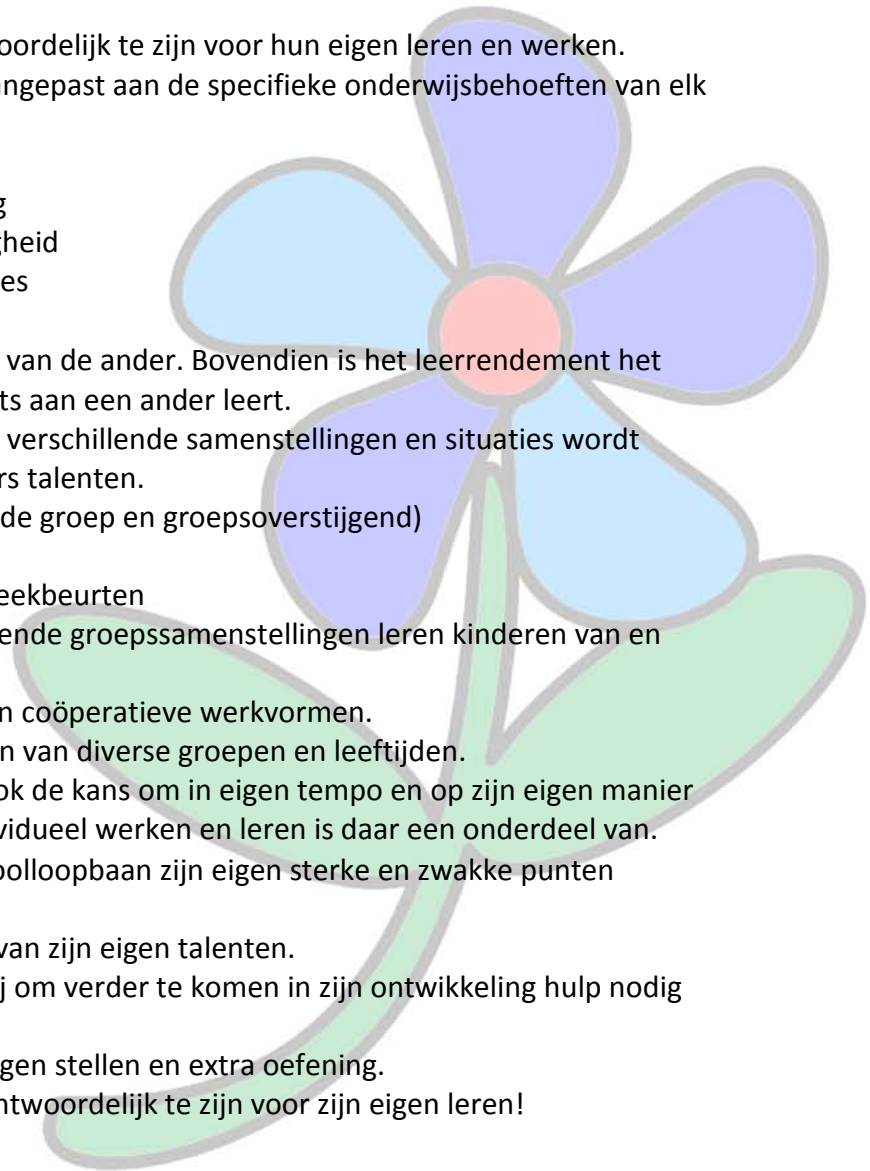 oordelijk te zijn voor hun eigen leren en werken.
ngepast aan de specifieke onderwijsbehoeften van elk
g
gheid
es
van de ander. Bovendien is het leerrendement het
ts aan een ander leert.
verschillende samenstellingen en situaties wordt
rs talenten.
de groep en groepsoverstijgend)
eekbeurten
ende groepssamenstellingen leren kinderen van en
n coöperatieve werkvormen.
n van diverse groepen en leeftijden.
ok de kans om in eigen tempo en op zijn eigen manier
vidueel werken en leren is daar een onderdeel van.
oolloopbaan zijn eigen sterke en zwakke punten
van zijn eigen talenten.
j om verder te komen in zijn ontwikkeling hulp nodig
gen stellen en extra oefening.
ntwoordelijk te zijn voor zijn eigen leren!